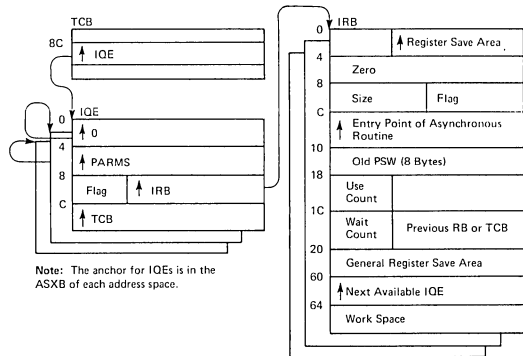 TCB
8C
↑ IQE
IQE
0
↑ 0
4
↑ PARMS
8
Flag
↑ IRB
C
↑ TCB
Note: The anchor for IQEs is in the
ASXB of each address space.
IRB
0
↑ Register Save Area
4
Zero
8
Size
Flag
C
↑ Entry Point of Asynchronous
Routine
10
Old PSW (8 Bytes)
18
Use
Count
1C
Wait
Count
Previous RB or TCB
20
General Register Save Area
60
↑ Next Available IQE
64
Work Space